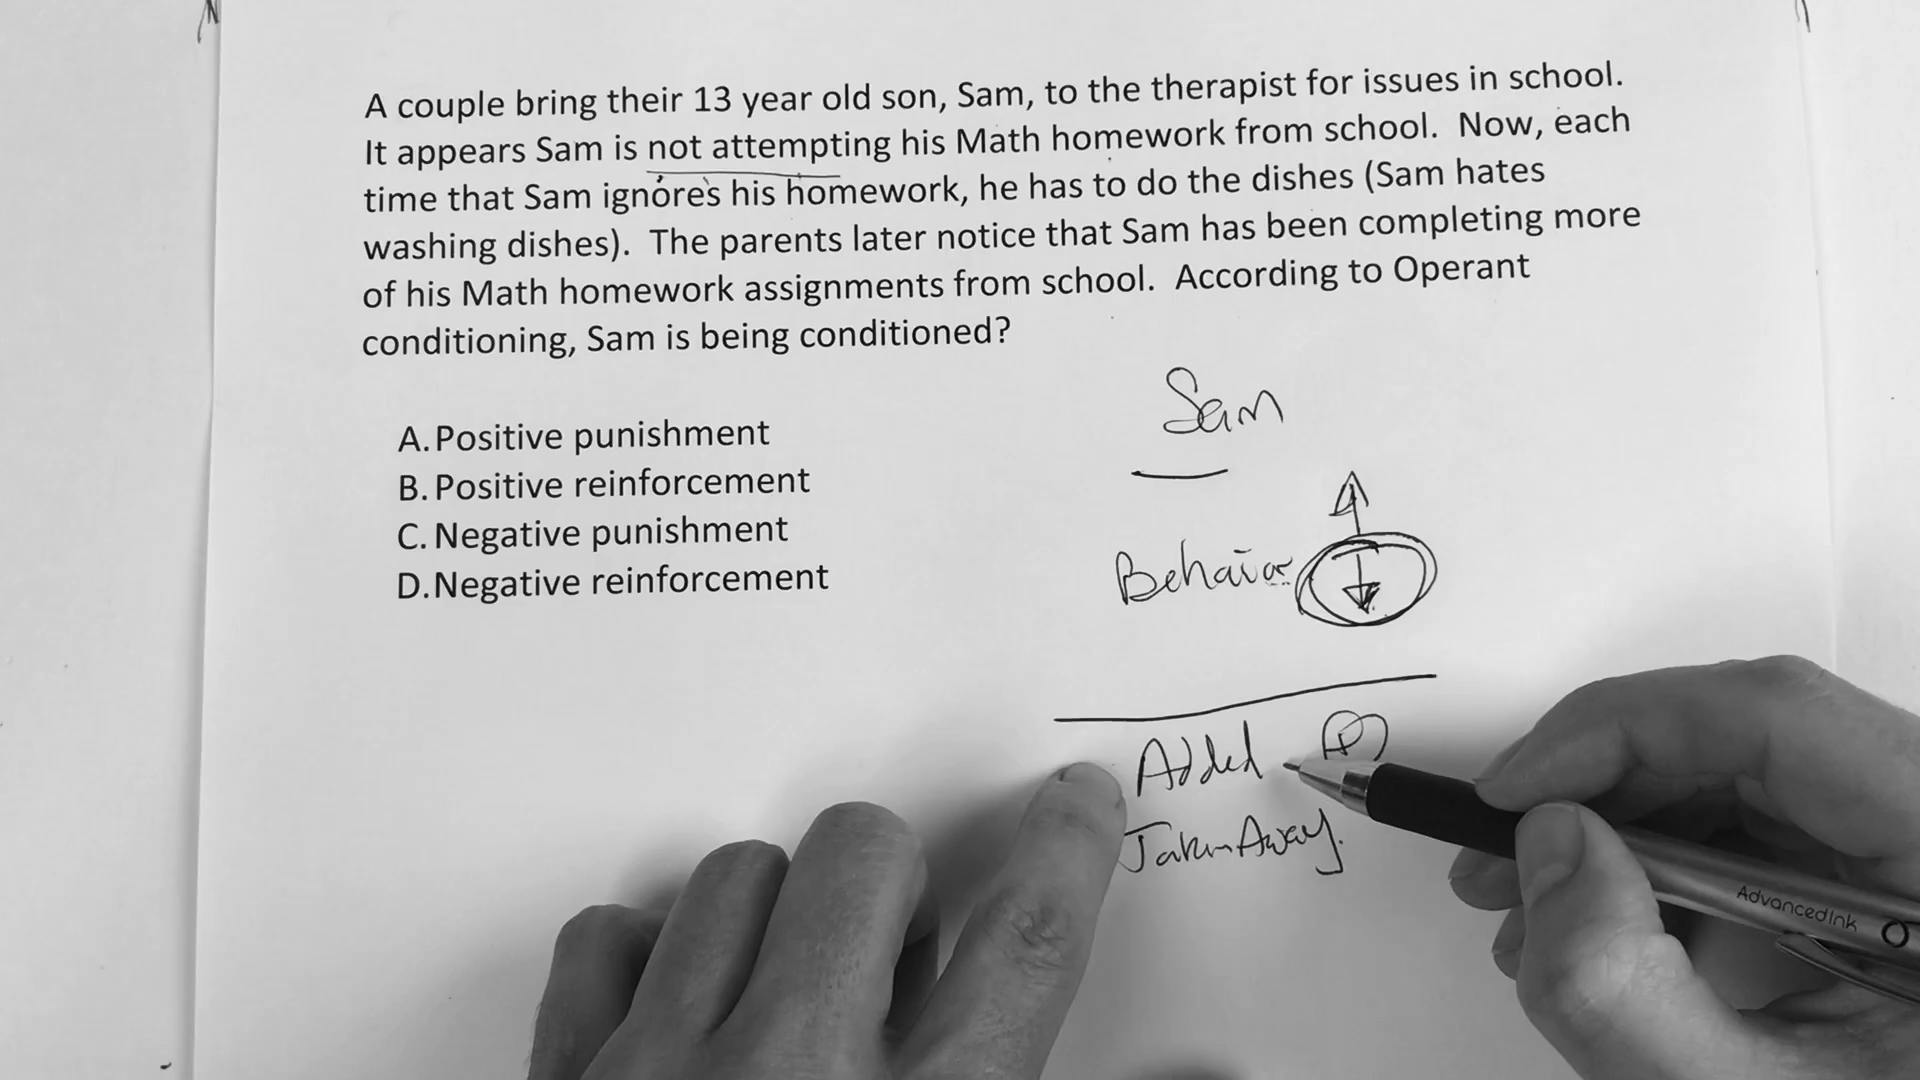 A couple bring their 13 year old son, Sam, to the therapist for issues in school.
It appears Sam is not attempting his Math homework from school. Now, each
time that Sam ignores his homework, he has to do the dishes (Sam hates
washing dishes). The parents later notice that Sam has been completing more
of his Math homework assignments from school. According to Operant
conditioning, Sam is being conditioned?
A. Positive punishment
B. Positive reinforcement
C. Negative punishment
D. Negative reinforcement
Sam
Behavior
Added +
Taken Away.
AdvancedInk